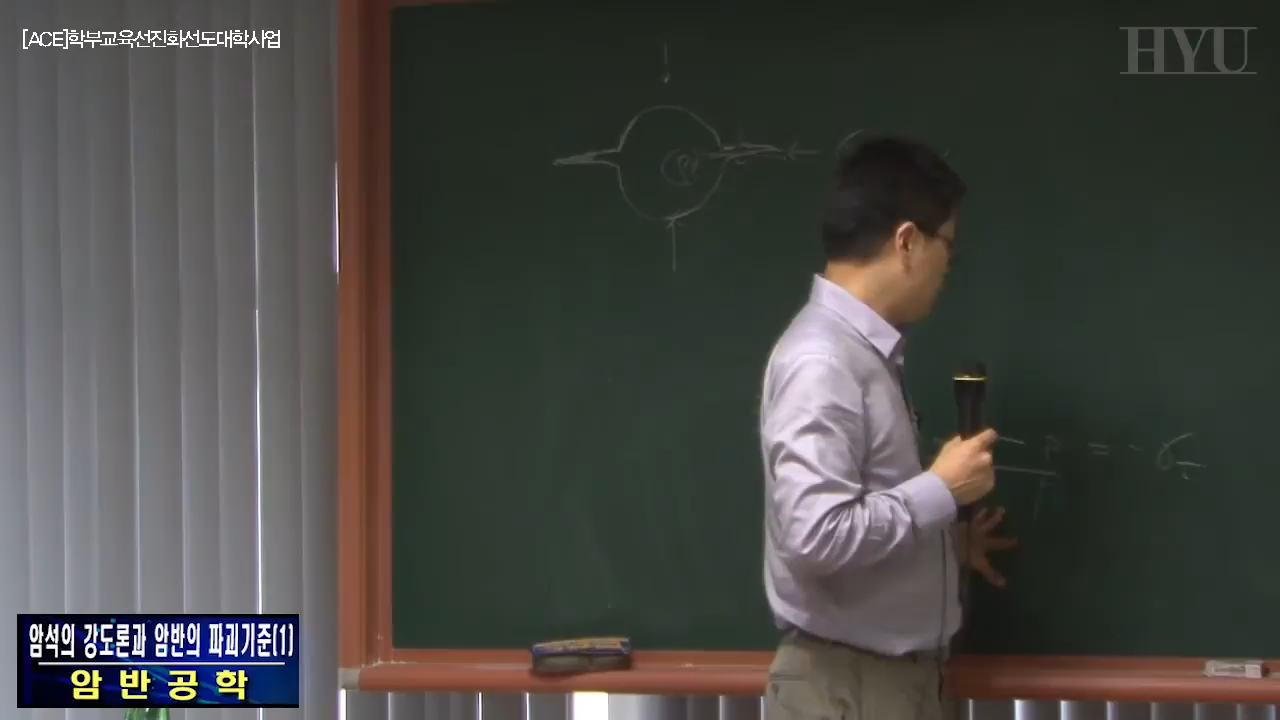 [ACE]학부교육선진화선도대학사업
HYU
P = - σt
암석의 강도론과 암반의 파괴기준(1)
암반공학